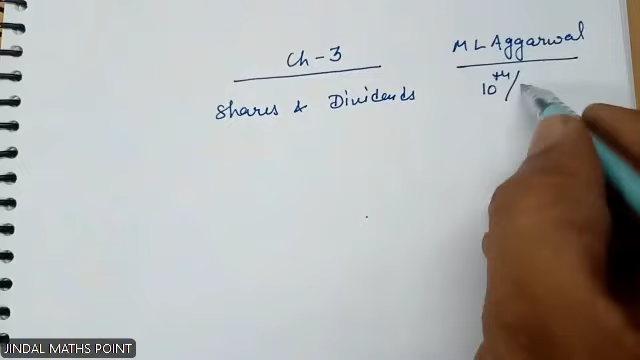 Ch-3
Shares & Dividends
M L Aggarwal
10th/
JINDAL MATHS POINT